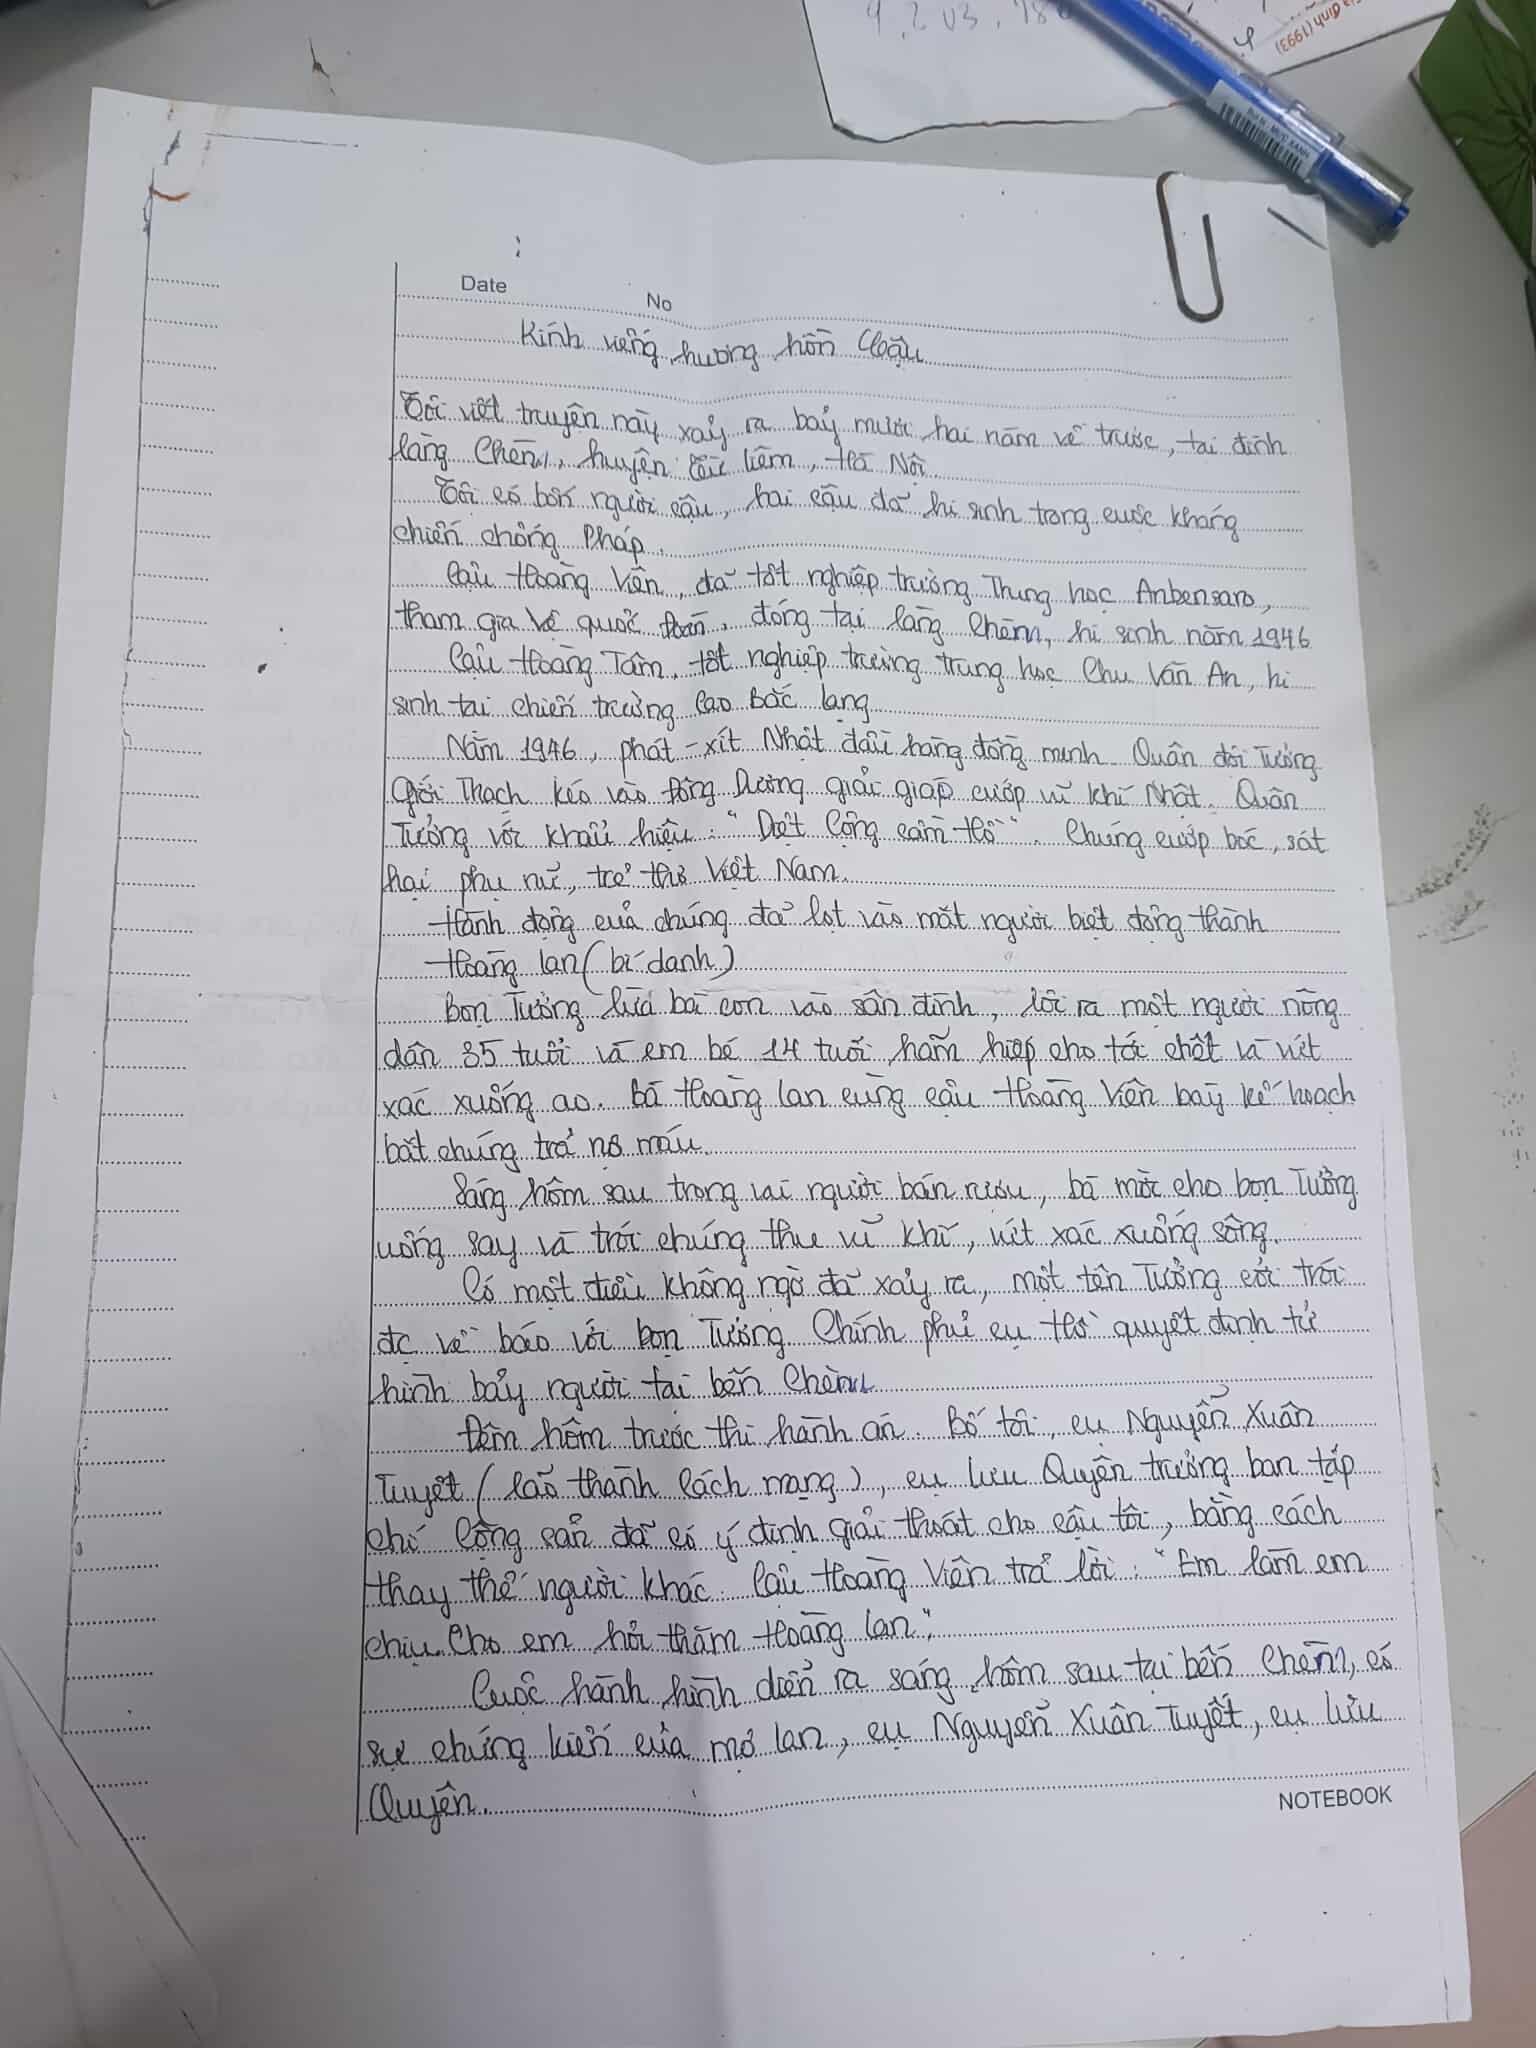 Date No
Kính viếng hương hồn Cậu
Tôi viết truyện này xảy ra bảy mươi hai năm về trước, tại đình
làng Chèm, huyện Từ Liêm, Hà Nội.
Tôi có bốn người cậu, hai cậu đã hi sinh trong cuộc kháng
chiến chống Pháp.
Cậu Hoàng Viên, đã tốt nghiệp trường Trung học Anbensaro,
tham gia Vệ quốc đoàn, đóng tại làng Chèm, hi sinh năm 1946
Cậu Hoàng Tâm, tốt nghiệp trường trung học Chu Văn An, hi
sinh tại chiến trường Cao Bắc Lạng
Năm 1946, phát-xít Nhật đầu hàng đồng minh. Quân đội Tưởng
Giới Thạch kéo vào Đông Dương giải giáp cướp vũ khí Nhật. Quân
Tưởng với khẩu hiệu: "Diệt Cộng cầm Hồ". Chúng cướp bóc, sát
hại phụ nữ, trẻ thơ Việt Nam.
Hành động của chúng đã lọt vào mắt người biệt động thành
Hoàng Lan (bí danh)
Bọn Tưởng lùa bà con vào sân đình, lôi ra một người nông
dân 35 tuổi và em bé 14 tuổi hãm hiếp cho tới chết và vứt
xác xuống ao. Bà Hoàng Lan cùng cậu Hoàng Viên bày kế hoạch
bắt chúng trả nợ máu.
Sáng hôm sau trong vai người bán rượu, bà mời cho bọn Tưởng
uống say và trói chúng thu vũ khí, vứt xác xuống sông.
Có một điều không ngờ đã xảy ra, một tên Tưởng cởi trói
đc về báo với bọn Tưởng. Chính phủ cụ Hồ quyết định tử
hình bảy người tại bến Chèm
Đêm hôm trước thi hành án. Bố tôi, cụ Nguyễn Xuân
Tuyết (lão thành Cách mạng), cụ Lưu Quyên trưởng ban tạp
chí Cộng sản đã có ý định giải thoát cho cậu tôi, bằng cách
thay thế người khác. Cậu Hoàng Viên trả lời: "Em làm em
chịu. Cho em hỏi thăm Hoàng Lan."
Cuộc hành hình diễn ra sáng hôm sau tại bến Chèm, có
sự chứng kiến của mợ Lan, cụ Nguyễn Xuân Tuyết, cụ Lưu
Quyên.
NOTEBOOK